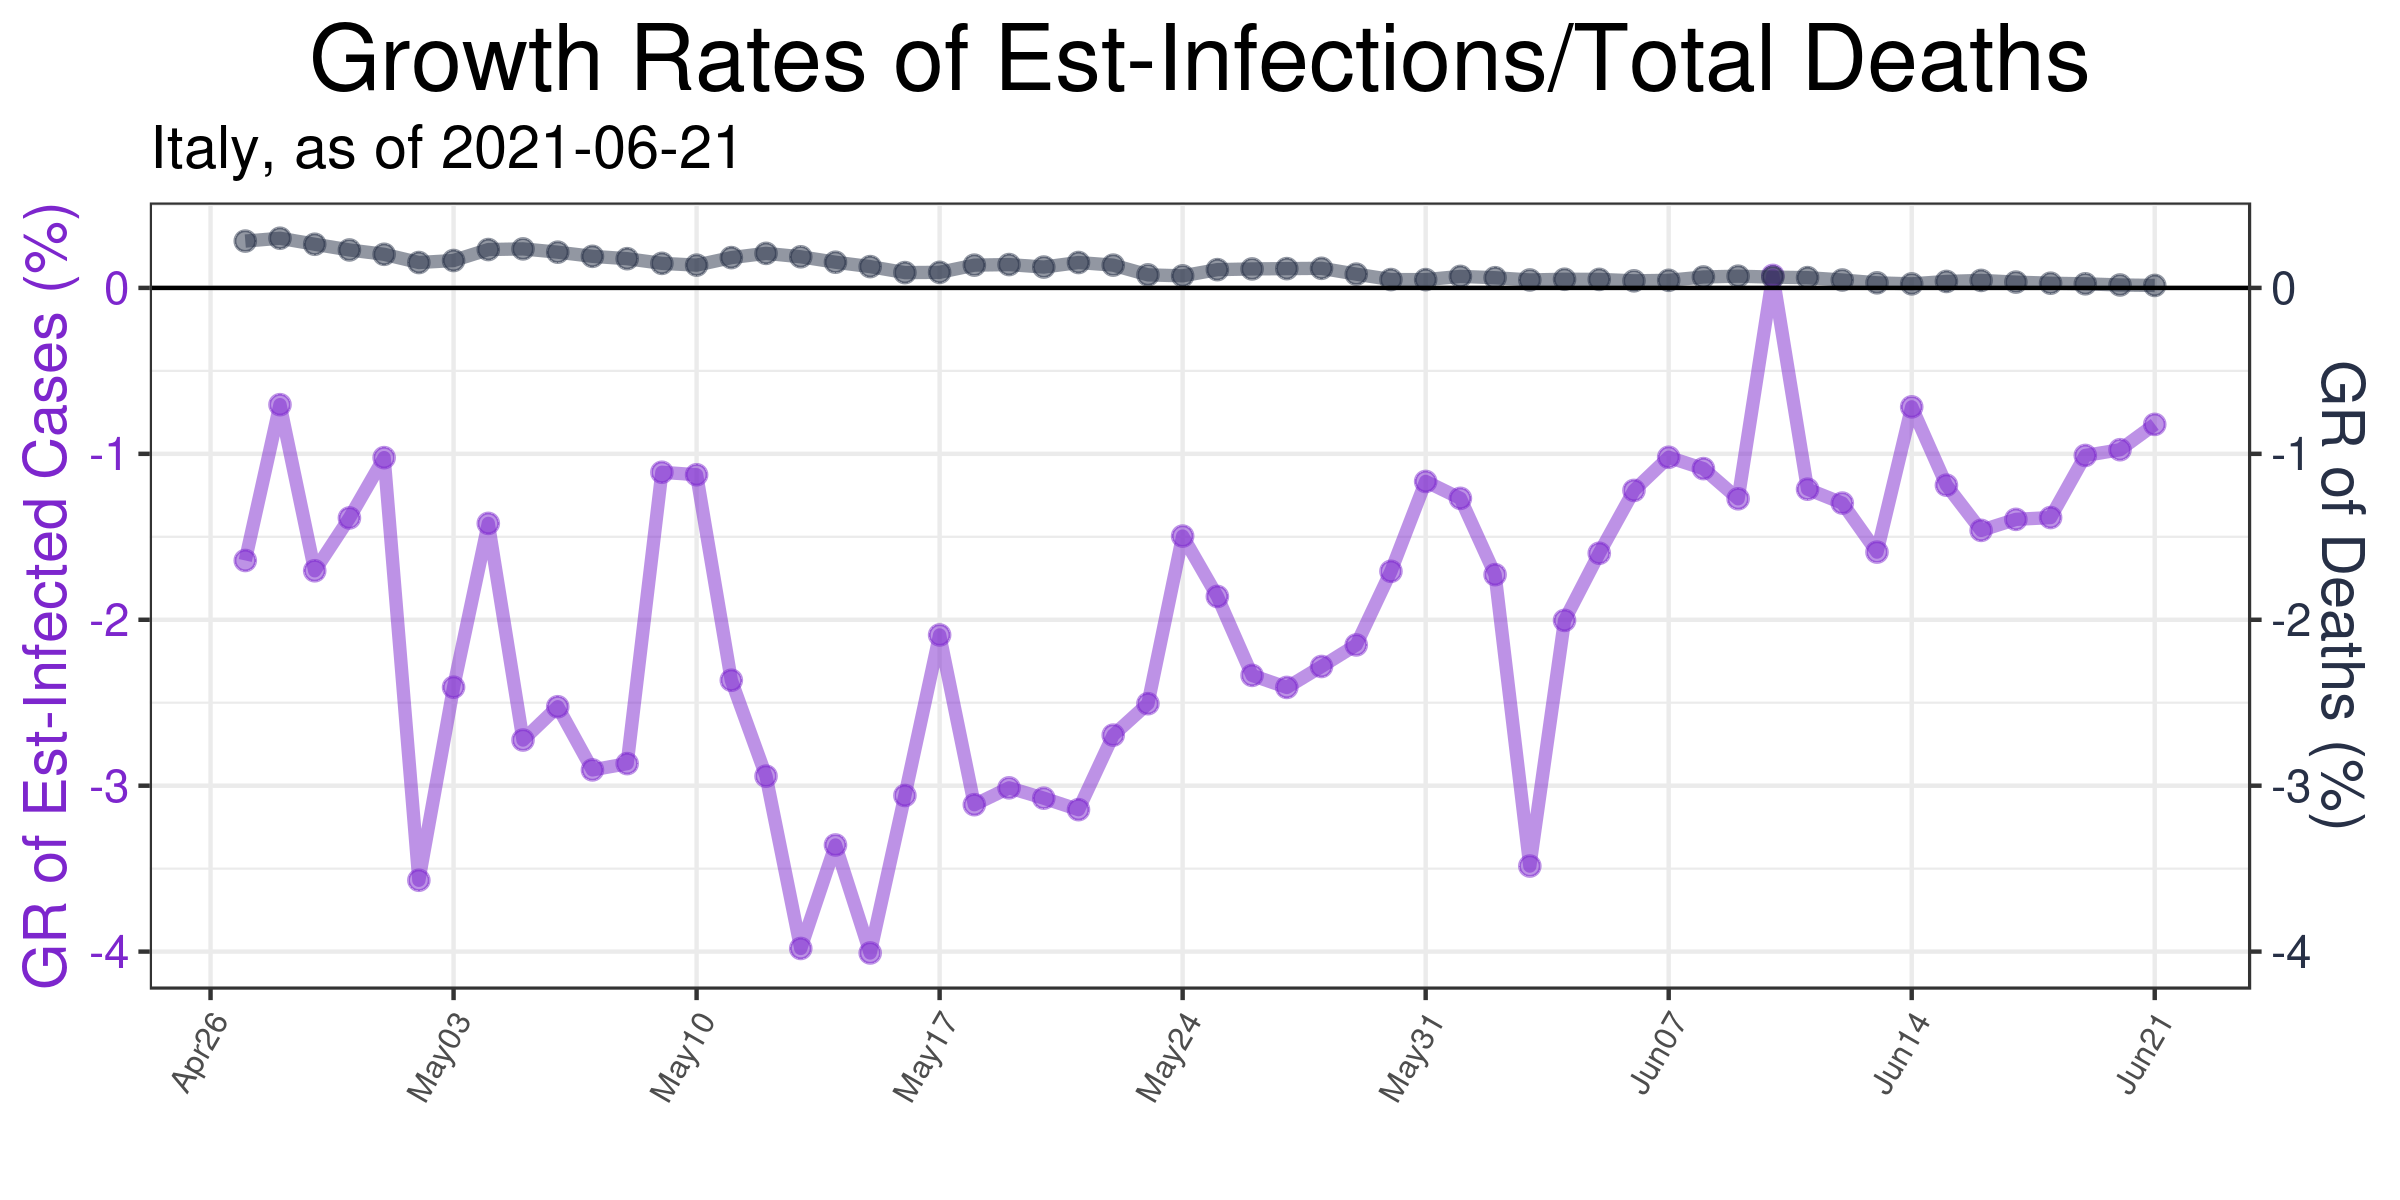 Growth Rates of Est-Infections/Total Deaths
Italy, as of 2021-06-21
GR of Est-Infected Cases (%)
0
-1
-2
-3
-4
0
-1
-2
-3
-4
GR of Deaths (%)
Apr26
May03
May10
May17
May24
May31
Jun07
Jun14
Jun21